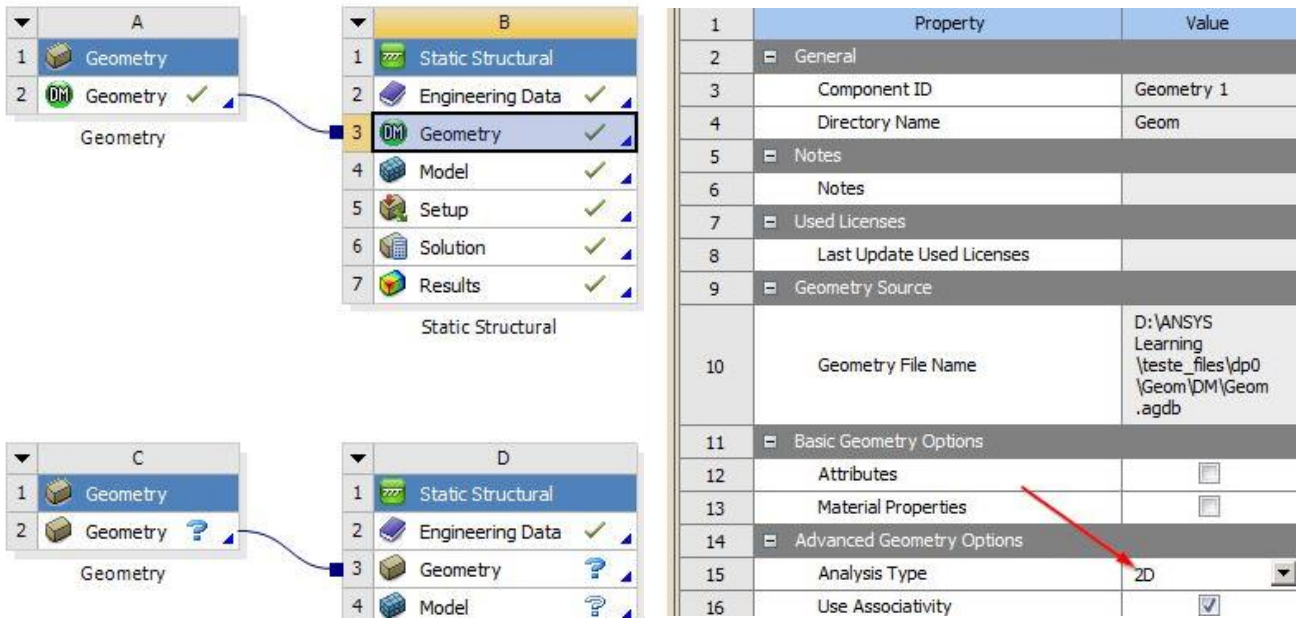 A
1 Geometry
2 DM Geometry
Geometry
B
1 Static Structural
2 Engineering Data
3 DM Geometry
4 Model
5 Setup
6 Solution
7 Results
Static Structural
C
1 Geometry
2 Geometry ?
Geometry
D
1 Static Structural
2 Engineering Data
3 Geometry ?
4 Model ?
1 Property Value
2 General
3 Component ID Geometry 1
4 Directory Name Geom
5 Notes
6 Notes
7 Used Licenses
8 Last Update Used Licenses
9 Geometry Source
10 Geometry File Name D:\ANSYS
Learning
\teste_files\dp0
\Geom\DM\Geom
.agdb
11 Basic Geometry Options
12 Attributes
13 Material Properties
14 Advanced Geometry Options
15 Analysis Type 2D
16 Use Associativity